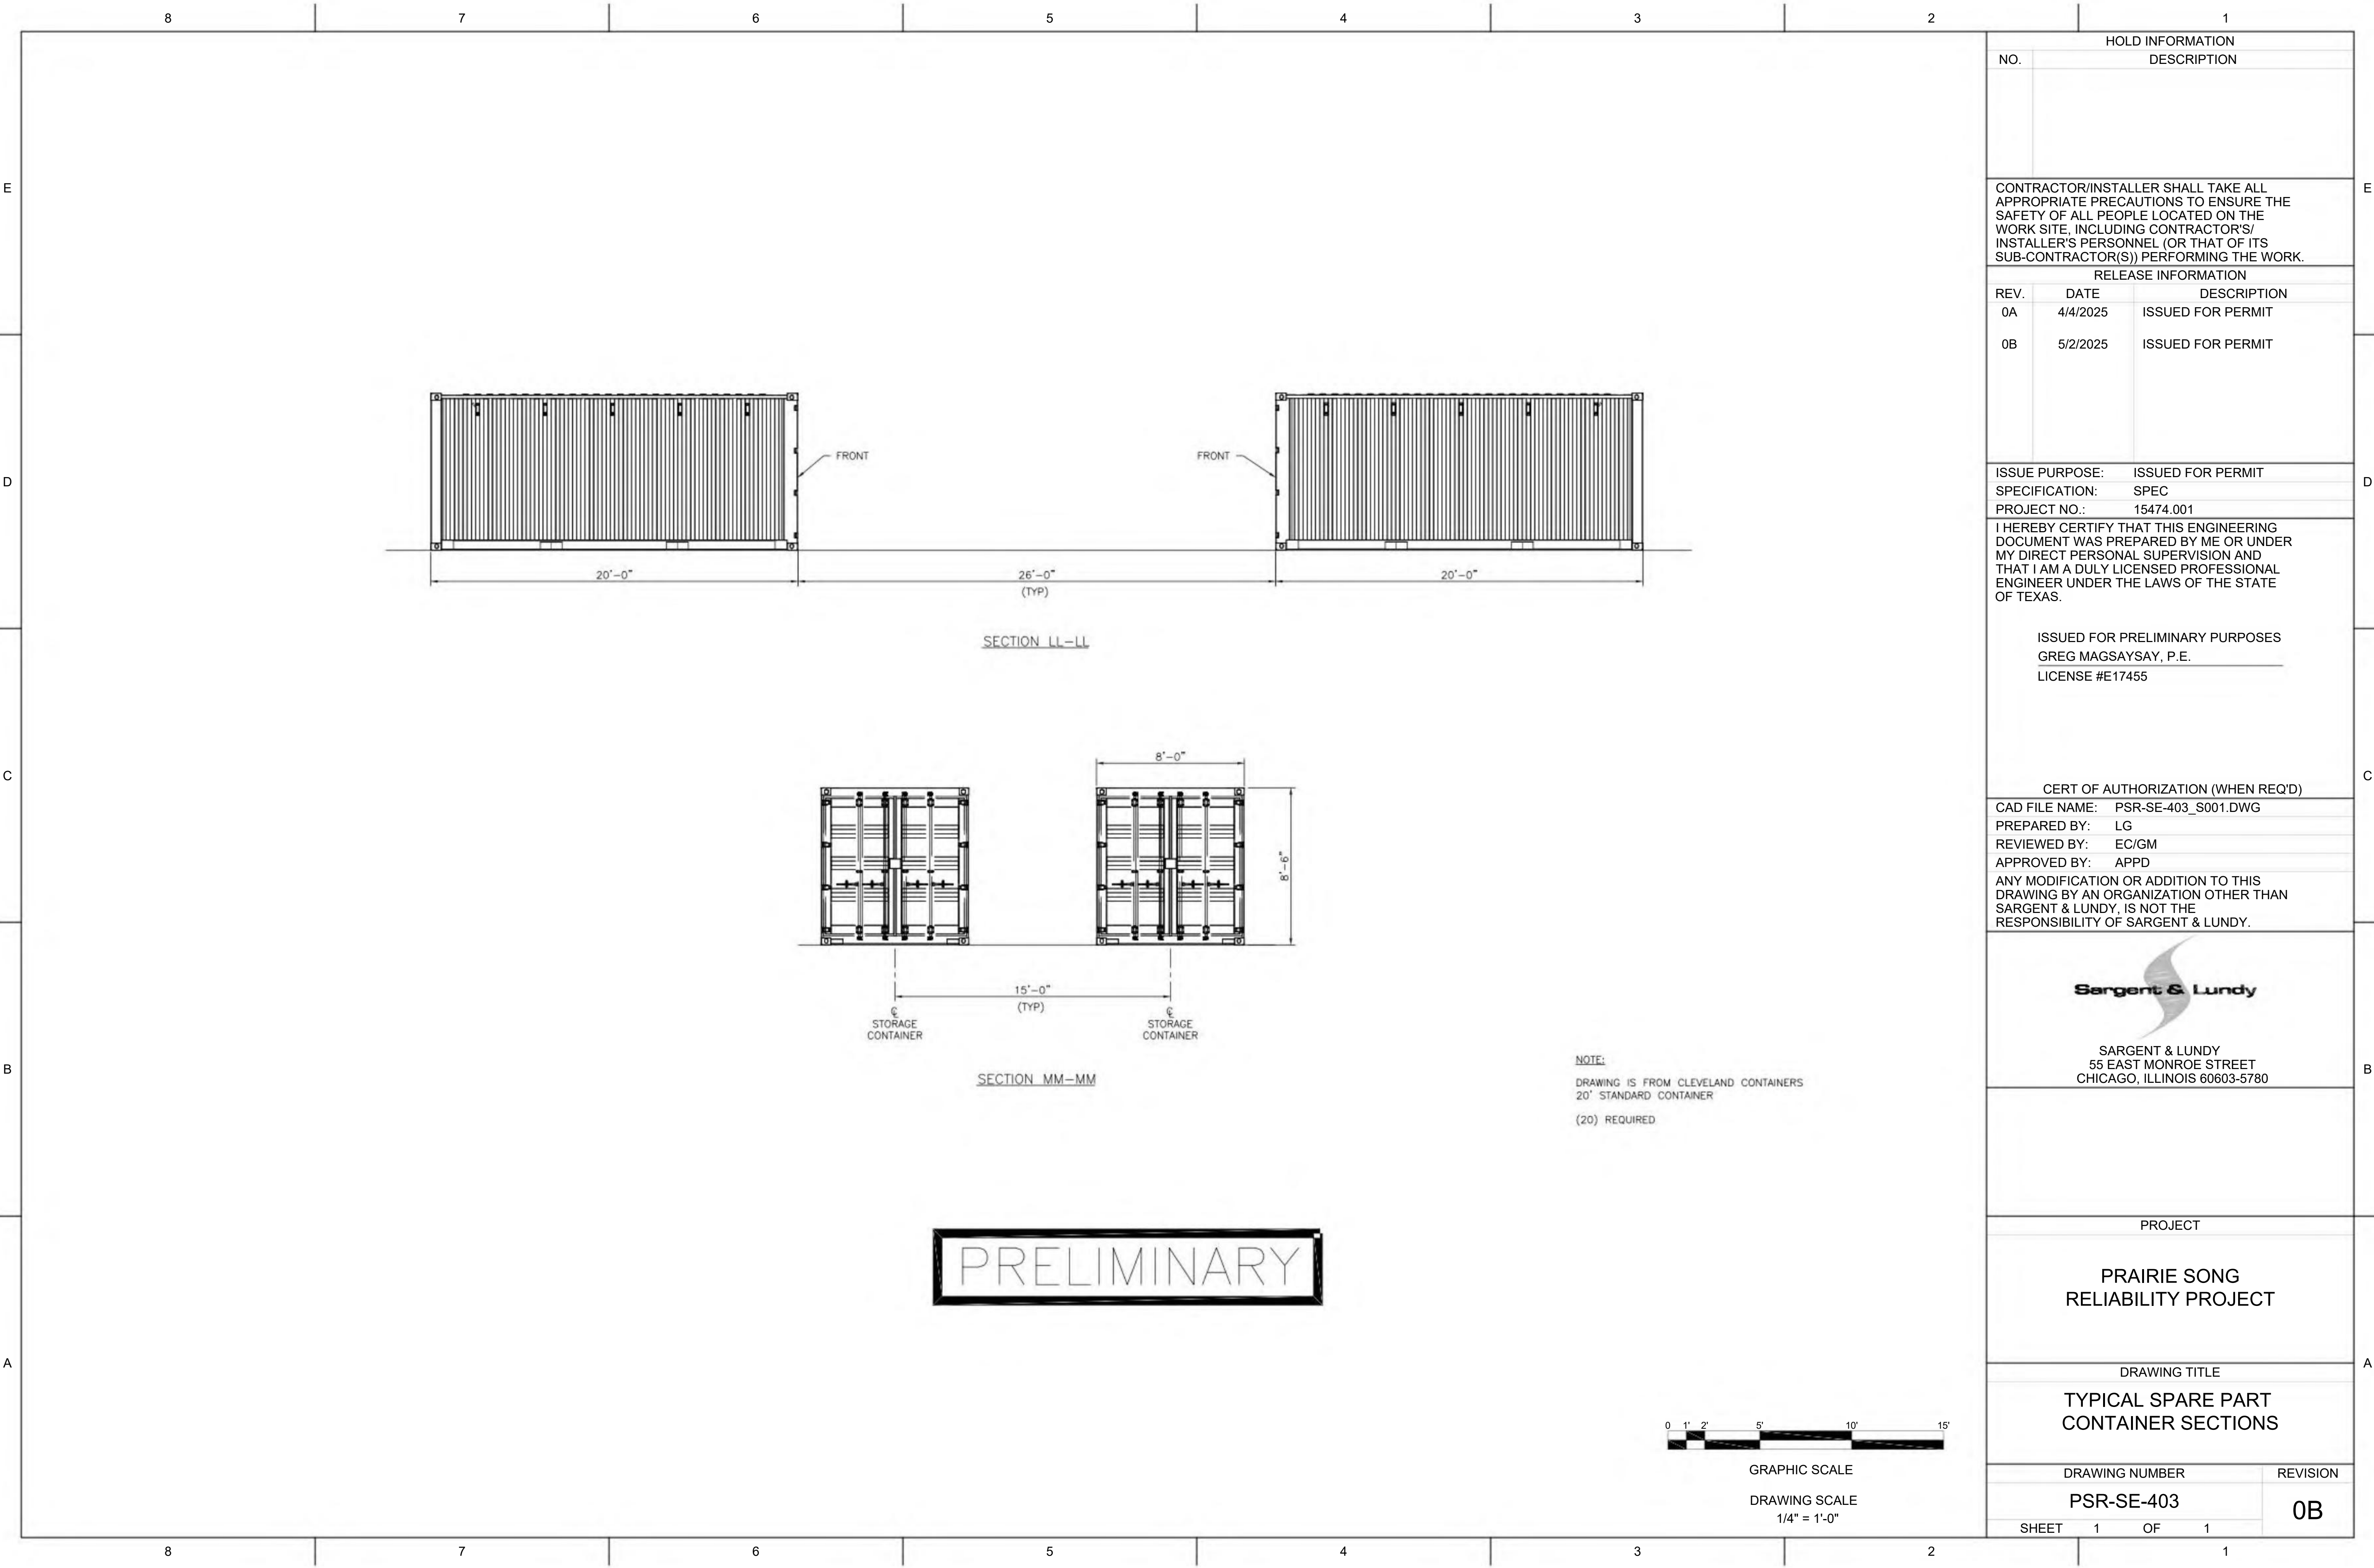 8 7 6 5 4 3 2 1
E
D
C
B
A
FRONT
FRONT
20'-0"
26'-0"
(TYP)
20'-0"
SECTION LL-LL
8'-0"
8'-6"
15'-0"
(TYP)
℄
STORAGE
CONTAINER
℄
STORAGE
CONTAINER
SECTION MM-MM
NOTE:
DRAWING IS FROM CLEVELAND CONTAINERS
20' STANDARD CONTAINER
(20) REQUIRED
PRELIMINARY
0 1' 2' 5' 10' 15'
GRAPHIC SCALE
DRAWING SCALE
1/4" = 1'-0"
HOLD INFORMATION
NO. DESCRIPTION
CONTRACTOR/INSTALLER SHALL TAKE ALL
APPROPRIATE PRECAUTIONS TO ENSURE THE
SAFETY OF ALL PEOPLE LOCATED ON THE
WORK SITE, INCLUDING CONTRACTOR'S/
INSTALLER'S PERSONNEL (OR THAT OF ITS
SUB-CONTRACTOR(S)) PERFORMING THE WORK.
RELEASE INFORMATION
REV. DATE DESCRIPTION
0A 4/4/2025 ISSUED FOR PERMIT
0B 5/2/2025 ISSUED FOR PERMIT
ISSUE PURPOSE: ISSUED FOR PERMIT
SPECIFICATION: SPEC
PROJECT NO.: 15474.001
I HEREBY CERTIFY THAT THIS ENGINEERING
DOCUMENT WAS PREPARED BY ME OR UNDER
MY DIRECT PERSONAL SUPERVISION AND
THAT I AM A DULY LICENSED PROFESSIONAL
ENGINEER UNDER THE LAWS OF THE STATE
OF TEXAS.
ISSUED FOR PRELIMINARY PURPOSES
GREG MAGSAYSAY, P.E.
LICENSE #E17455
CERT OF AUTHORIZATION (WHEN REQ'D)
CAD FILE NAME: PSR-SE-403_S001.DWG
PREPARED BY: LG
REVIEWED BY: EC/GM
APPROVED BY: APPD
ANY MODIFICATION OR ADDITION TO THIS
DRAWING BY AN ORGANIZATION OTHER THAN
SARGENT & LUNDY, IS NOT THE
RESPONSIBILITY OF SARGENT & LUNDY.
Sargent & Lundy
SARGENT & LUNDY
55 EAST MONROE STREET
CHICAGO, ILLINOIS 60603-5780
PROJECT
PRAIRIE SONG
RELIABILITY PROJECT
DRAWING TITLE
TYPICAL SPARE PART
CONTAINER SECTIONS
DRAWING NUMBER REVISION
PSR-SE-403
0B
SHEET 1 OF 1
E
D
C
B
A
8 7 6 5 4 3 2 1